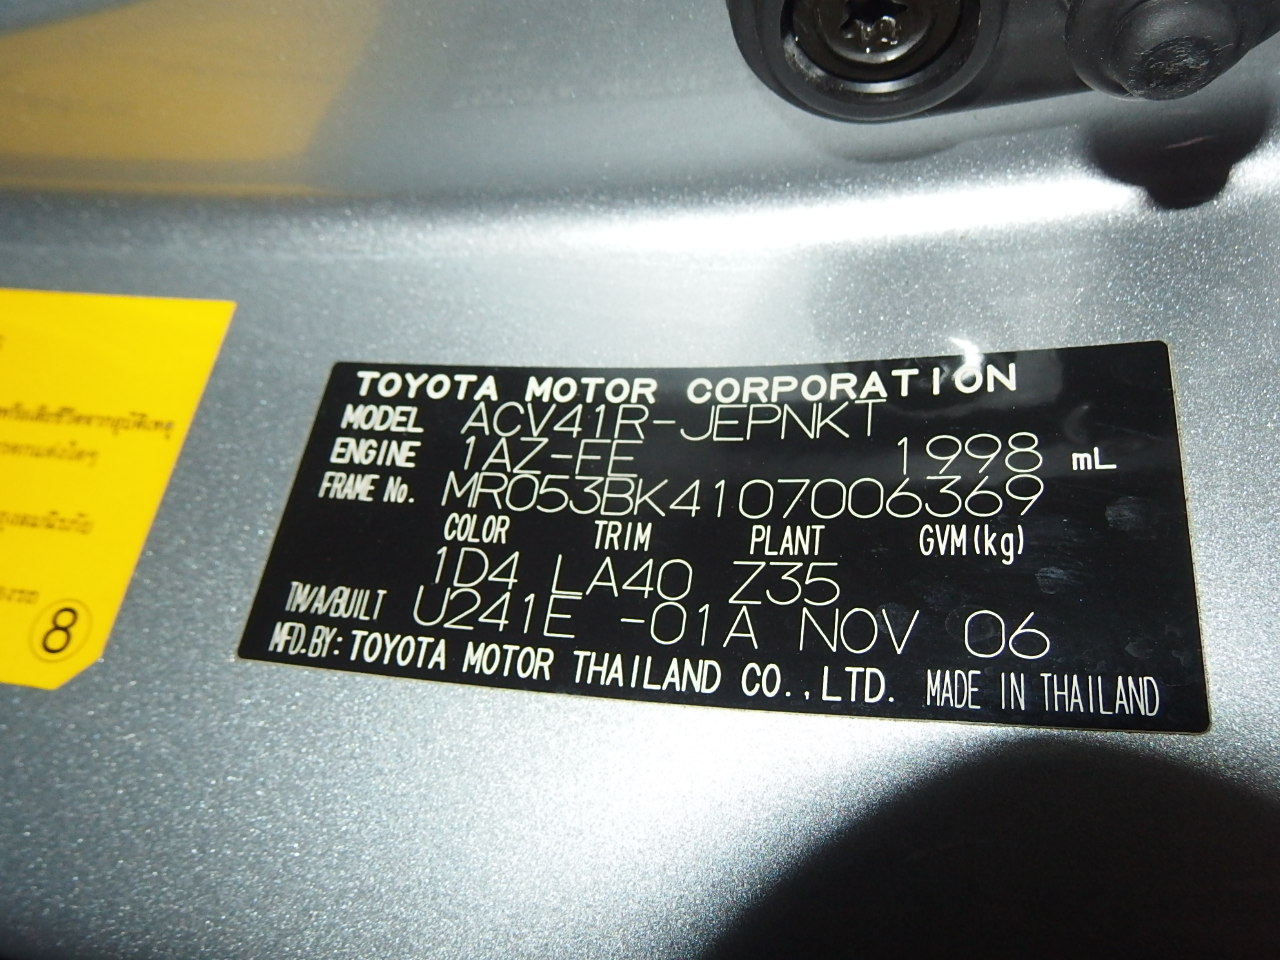 TOYOTA MOTOR CORPORATION
MODEL ACV41R-JEPNKT
ENGINE 1AZ-FE 1998 mL
FRAME No. MR053BK4107006369
COLOR TRIM PLANT GVM(kg)
1D4 LA40 Z35
TM/A/BUILT U241E -01A NOV 06
MFD.BY: TOYOTA MOTOR THAILAND CO.,LTD. MADE IN THAILAND
8